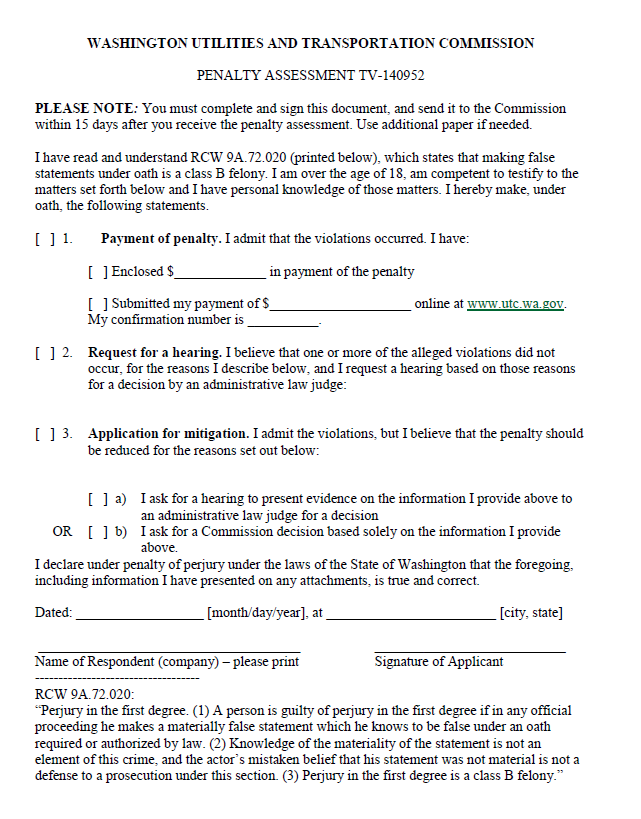 WASHINGTON UTILITIES AND TRANSPORTATION COMMISSION
PENALTY ASSESSMENT TV-140952
PLEASE NOTE: You must complete and sign this document, and send it to the Commission
within 15 days after you receive the penalty assessment. Use additional paper if needed.
I have read and understand RCW 9A.72.020 (printed below), which states that making false
statements under oath is a class B felony. I am over the age of 18, am competent to testify to the
matters set forth below and I have personal knowledge of those matters. I hereby make, under
oath, the following statements.
[ ] 1. Payment of penalty. I admit that the violations occurred. I have:
[ ] Enclosed $______________ in payment of the penalty
[ ] Submitted my payment of $_____________________ online at www.utc.wa.gov.
My confirmation number is ___________.
[ ] 2. Request for a hearing. I believe that one or more of the alleged violations did not
occur, for the reasons I describe below, and I request a hearing based on those reasons
for a decision by an administrative law judge:
[ ] 3. Application for mitigation. I admit the violations, but I believe that the penalty should
be reduced for the reasons set out below:
[ ] a) I ask for a hearing to present evidence on the information I provide above to
an administrative law judge for a decision
OR [ ] b) I ask for a Commission decision based solely on the information I provide
above.
I declare under penalty of perjury under the laws of the State of Washington that the foregoing,
including information I have presented on any attachments, is true and correct.
Dated: ___________________ [month/day/year], at _________________________ [city, state]
_______________________________________ ____________________________
Name of Respondent (company) – please print Signature of Applicant
-----------------------------------
RCW 9A.72.020:
“Perjury in the first degree. (1) A person is guilty of perjury in the first degree if in any official
proceeding he makes a materially false statement which he knows to be false under an oath
required or authorized by law. (2) Knowledge of the materiality of the statement is not an
element of this crime, and the actor’s mistaken belief that his statement was not material is not a
defense to a prosecution under this section. (3) Perjury in the first degree is a class B felony.”